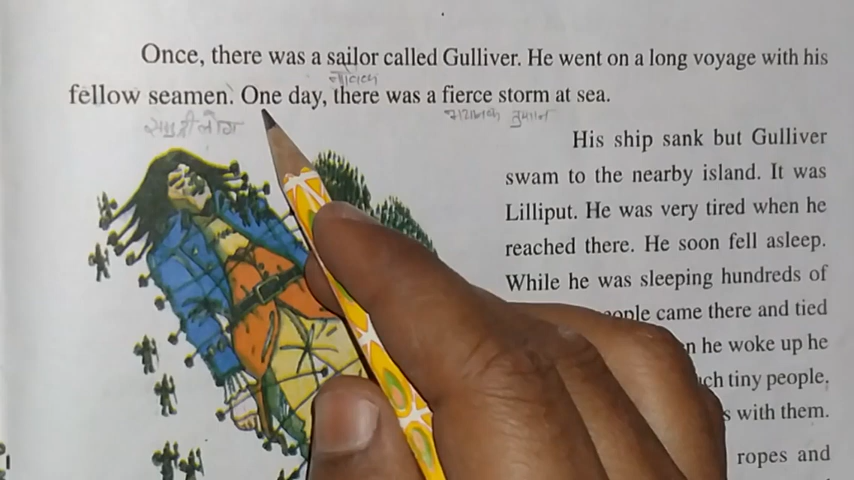 Once, there was a sailor called Gulliver. He went on a long voyage with his
नाविक
fellow seamen. One day, there was a fierce storm at sea.
समुद्री लोग भयानक तुफान
His ship sank but Gulliver
swam to the nearby island. It was
Lilliput. He was very tired when he
reached there. He soon fell asleep.
While he was sleeping hundreds of
came there and tied
he woke up he
tiny people.
with them.
ropes and